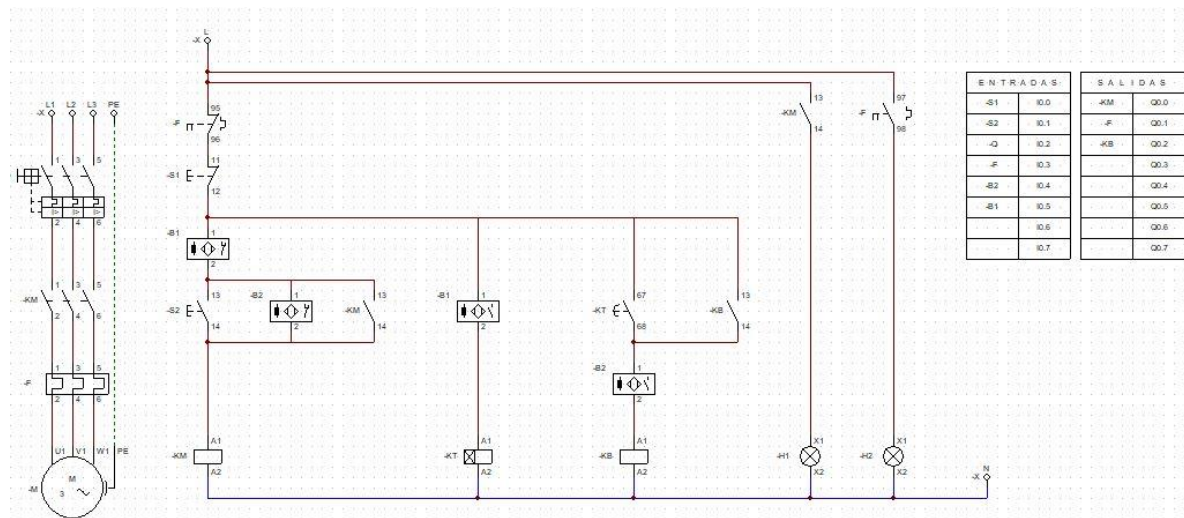 L
-X
L1 L2 L3 PE
-X
1 3 5
2 4 6
-KM
1 3 5
2 4 6
-F
1 3 5
2 4 6
U1 V1 W1 PE
-M
M
3
95
-F
96
11
-S1
12
-B1
1
2
13
-S2
14
-B2
1
2
13
-KM
14
-B1
1
2
67
-KT
68
13
-KB
14
-B2
1
2
13
-KM
14
97
-F
98
A1
-KM
A2
A1
-KT
A2
A1
-KB
A2
X1
-H1
X2
X1
-H2
X2
N
-X
ENTRADAS
-S1 I0.0
-S2 I0.1
-Q I0.2
-F I0.3
-B2 I0.4
-B1 I0.5
I0.6
I0.7
SALIDAS
-KM Q0.0
-F Q0.1
-KB Q0.2
Q0.3
Q0.4
Q0.5
Q0.6
Q0.7